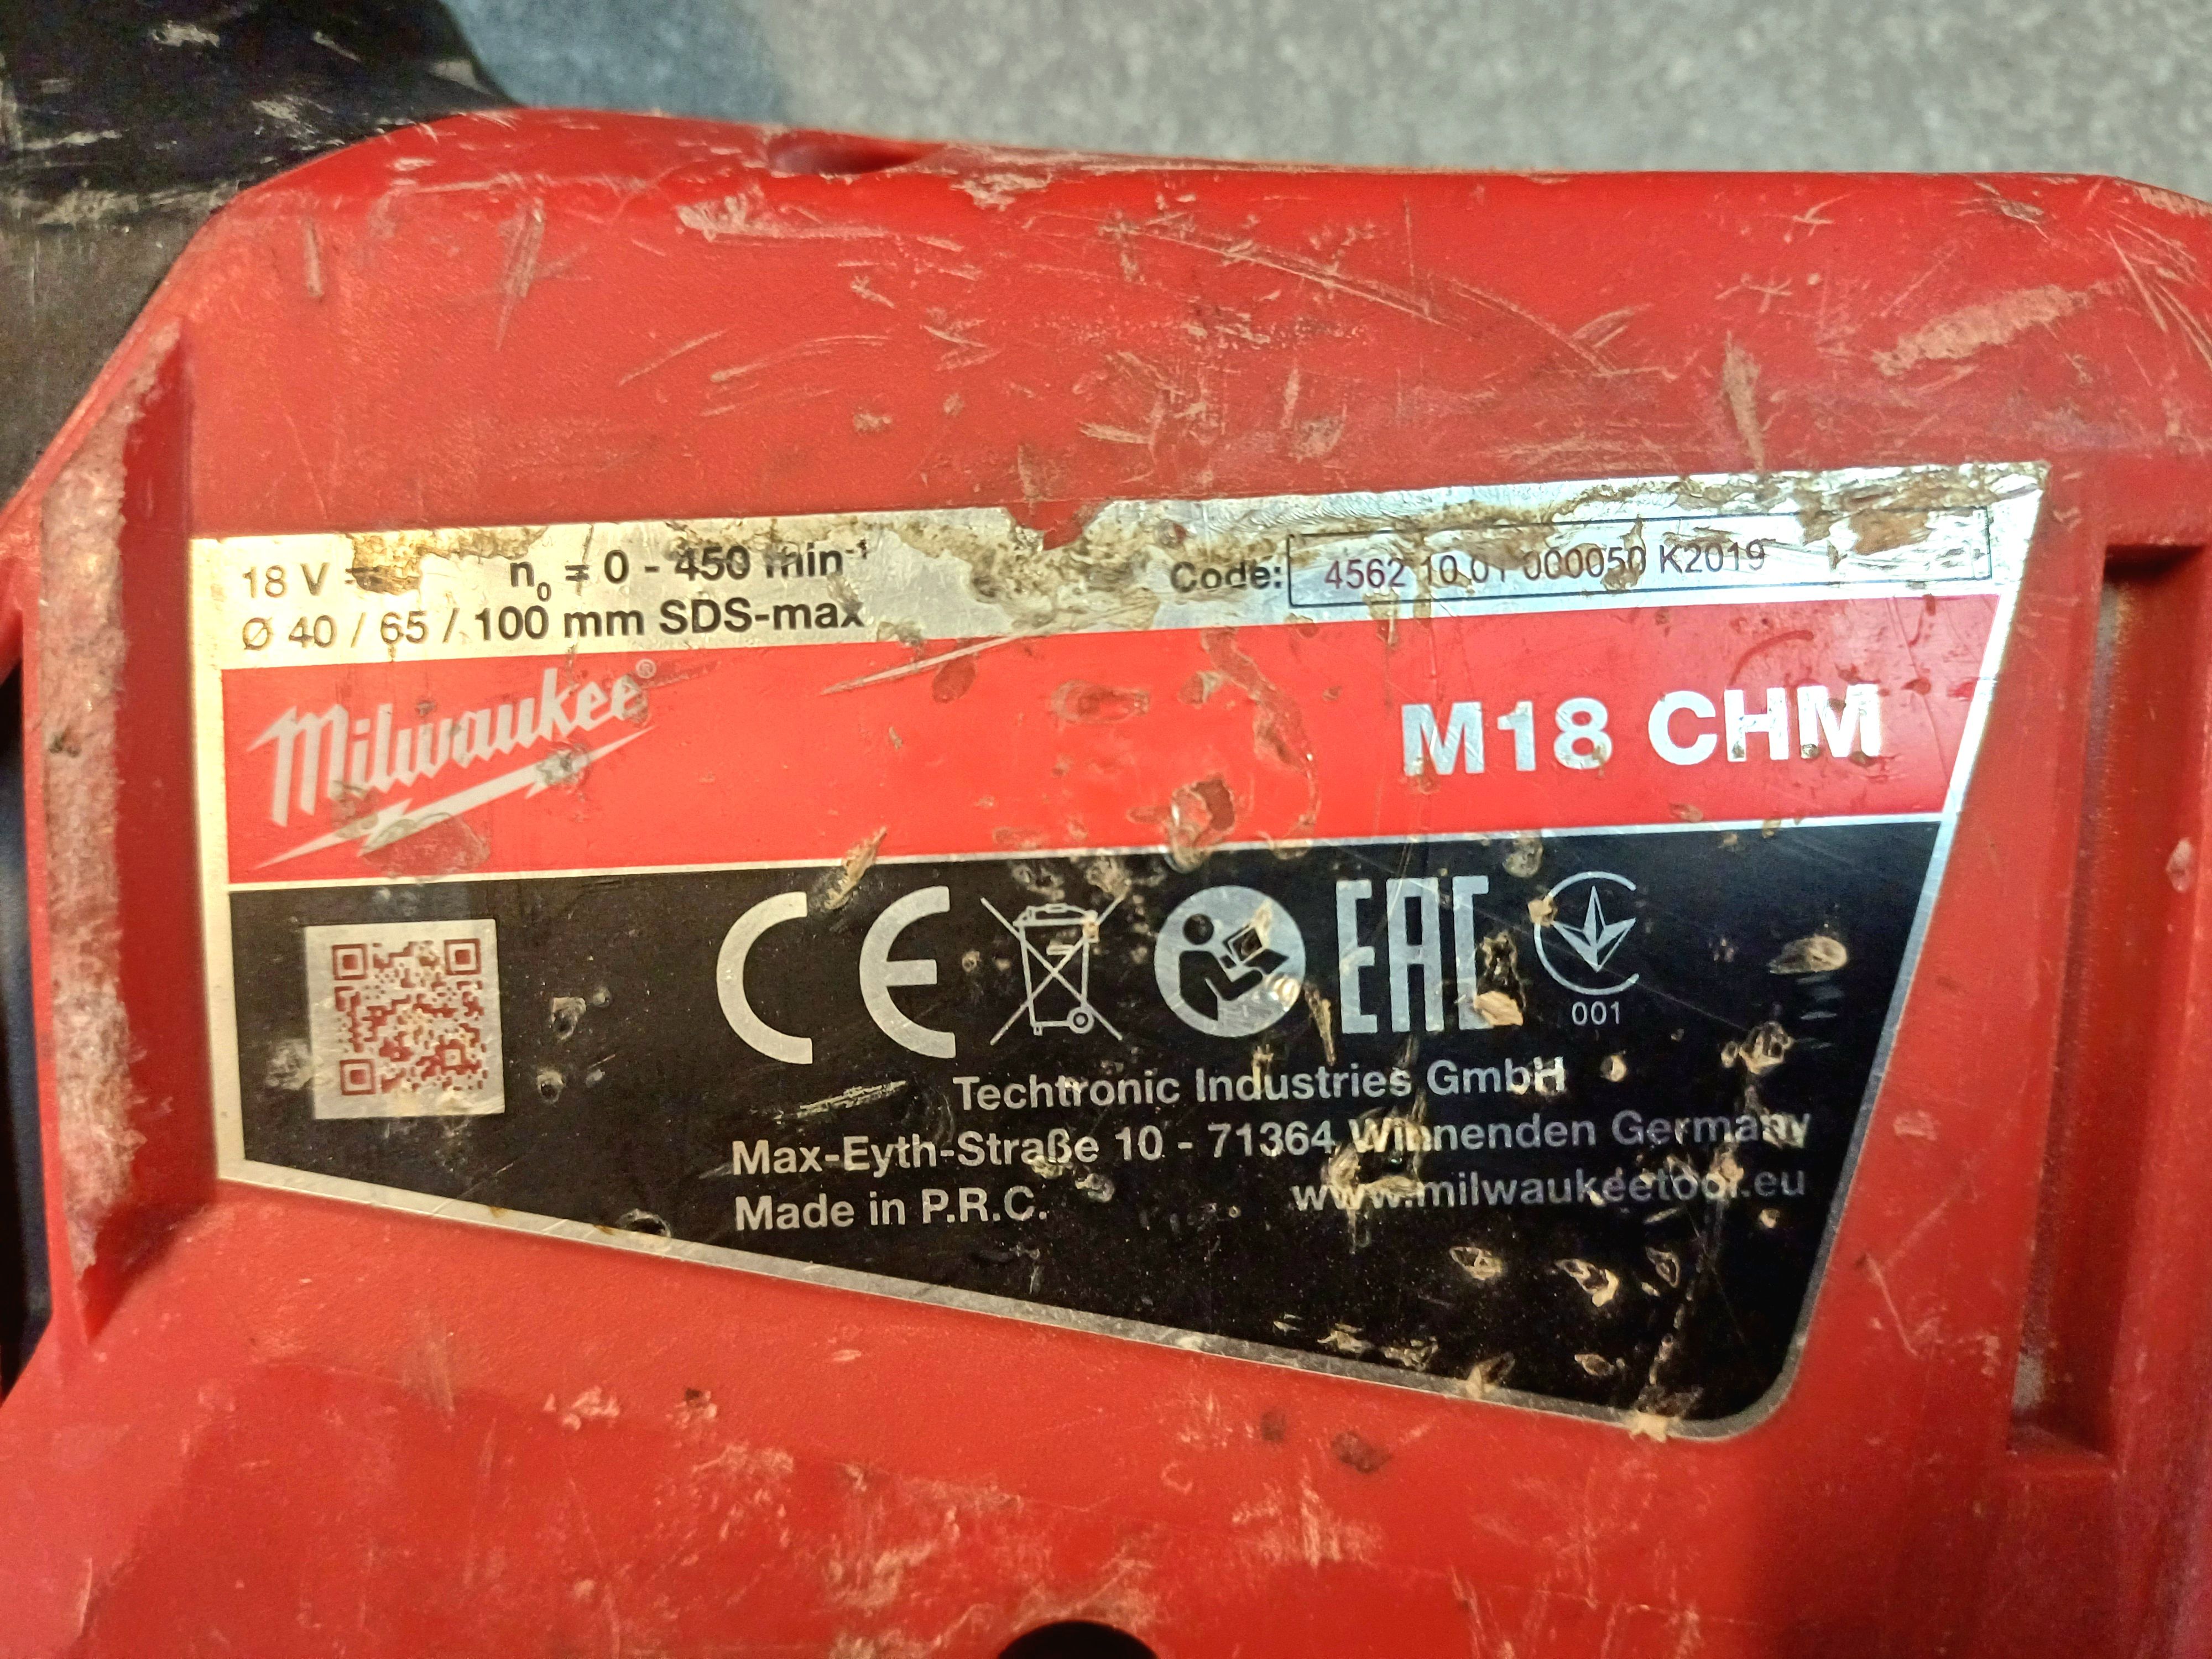 18 V n₀ = 0 - 450 min⁻¹
Ø 40 / 65 / 100 mm SDS-max
Code: 4562 10 01 000050 K2019
Milwaukee®
M18 CHM
CE
EAC
001
Techtronic Industries GmbH
Max-Eyth-Straße 10 - 71364 Winnenden Germany
Made in P.R.C.
www.milwaukeetool.eu